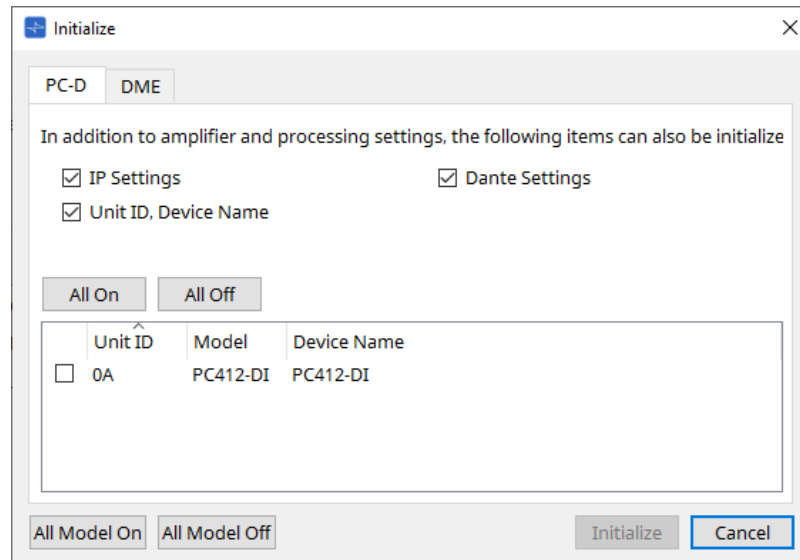 Initialize
PC-D DME
In addition to amplifier and processing settings, the following items can also be initialize
IP Settings Dante Settings
Unit ID, Device Name
All On All Off
Unit ID Model Device Name
0A PC412-DI PC412-DI
All Model On All Model Off Initialize Cancel